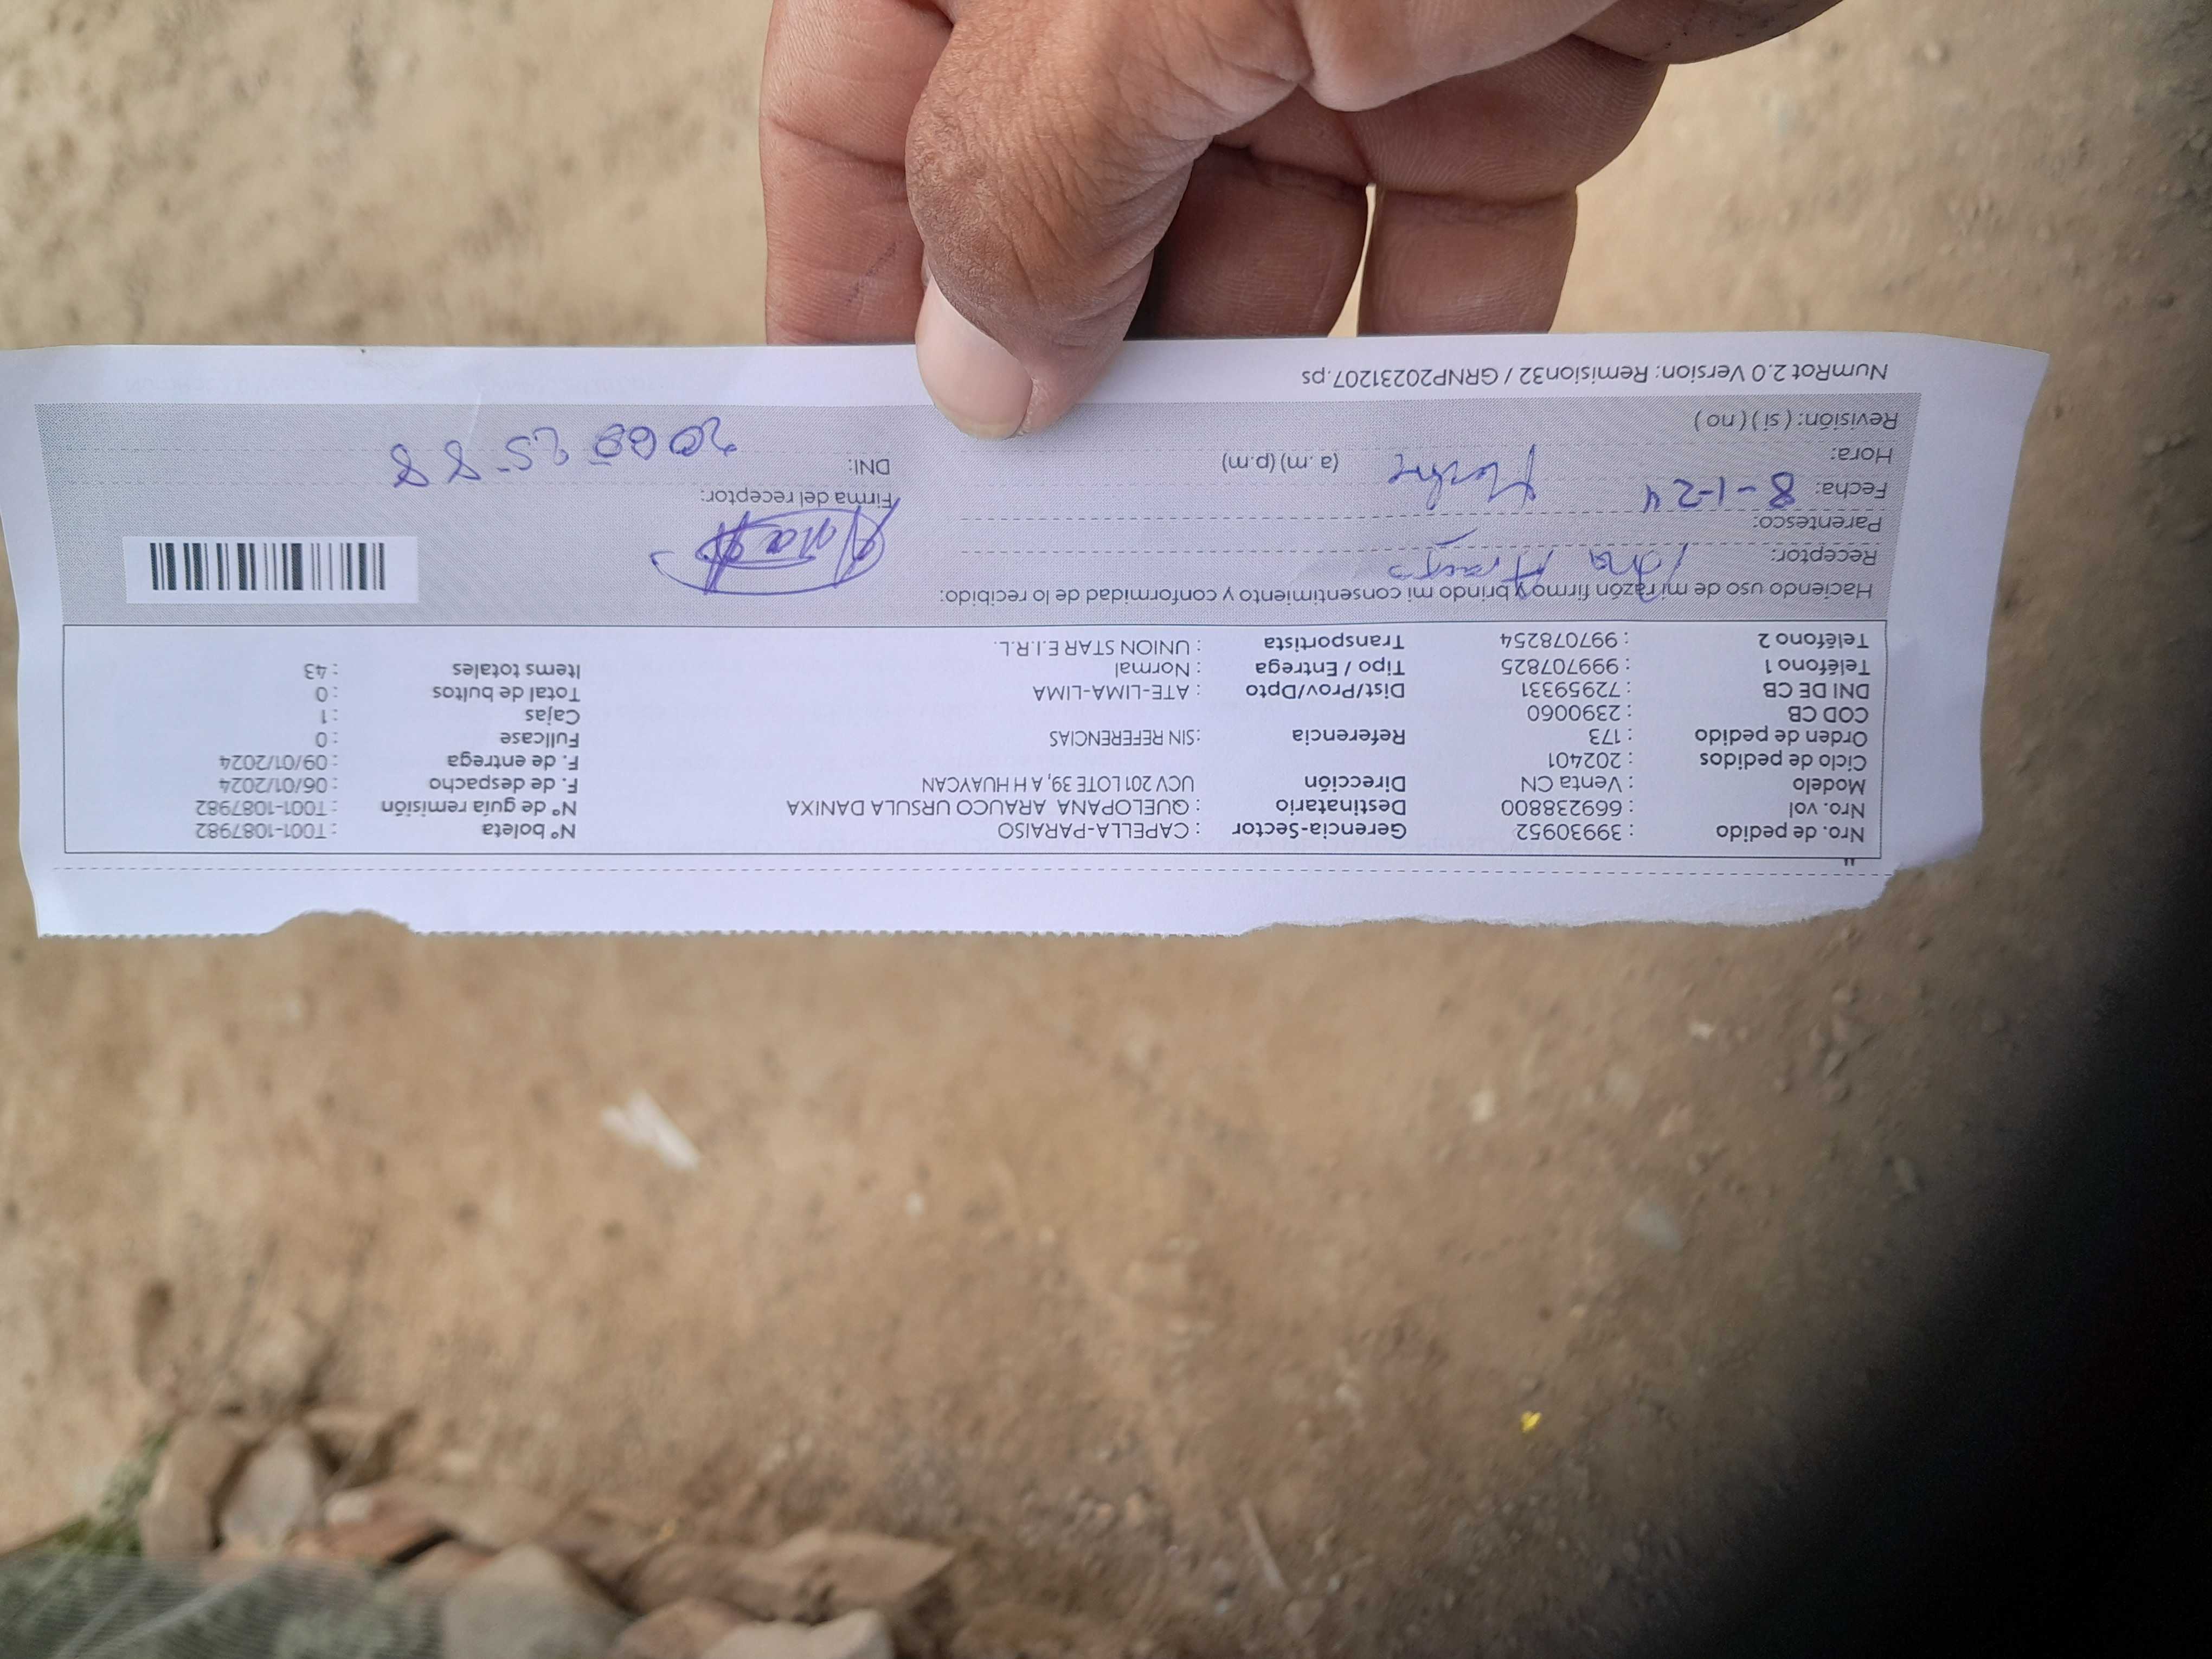 Nro. de pedido : 39930952 Gerencia-Sector : CAPELLA-PARAISO Nº boleta : T001-1087982
Nro. vol : 669238800 Destinatario : QUELOPANA ARAUCO URSULA DANIXA Nº de guía remisión : T001-1087982
Modelo : Venta CN Dirección UCV 201 LOTE 39, A H HUAYCAN F. de despacho : 06/01/2024
Ciclo de pedidos : 202401 F. de entrega : 09/01/2024
Orden de pedido : 173 Referencia :SIN REFERENCIAS Fullcase : 0
COD CB : 2390060 Cajas : 1
DNI DE CB : 72959331 Dist/Prov/Dpto : ATE-LIMA-LIMA Total de bultos : 0
Teléfono 1 : 999707825 Tipo / Entrega : Normal Items totales : 43
Teléfono 2 : 997078254 Transportista : UNION STAR E.I.R.L.
Haciendo uso de mi razón firmo y brindo mi consentimiento y conformidad de lo recibido:
Receptor: Ana
Parentesco:
Fecha: 8-1-24 Firma del receptor:
Hora: (a.m) (p.m) DNI:
Revisión: ( si ) ( no )
NumRot 2.0 Version: Remision32 / GRNP20231207.ps